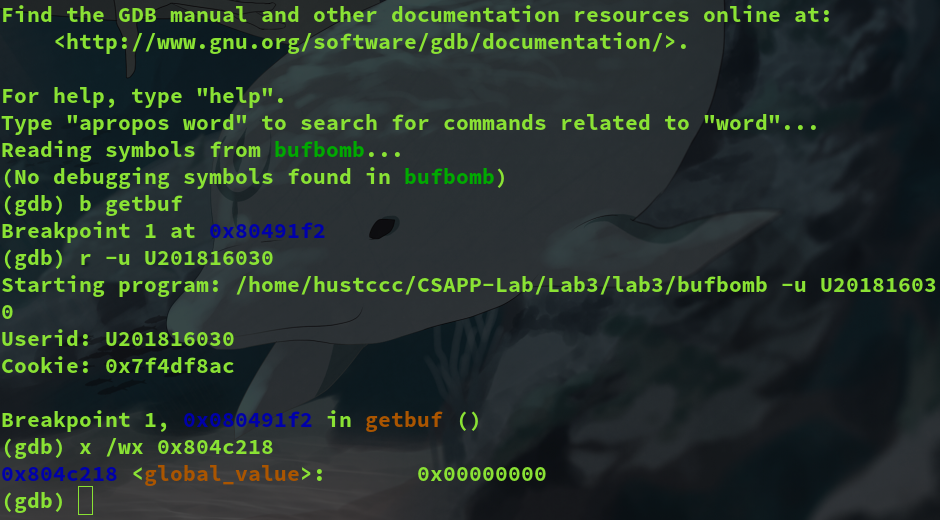 Find the GDB manual and other documentation resources online at:
    <http://www.gnu.org/software/gdb/documentation/>.
For help, type "help".
Type "apropos word" to search for commands related to "word"...
Reading symbols from bufbomb...
(No debugging symbols found in bufbomb)
(gdb) b getbuf
Breakpoint 1 at 0x80491f2
(gdb) r -u U201816030
Starting program: /home/hustccc/CSAPP-Lab/Lab3/lab3/bufbomb -u U20181603
0
Userid: U201816030
Cookie: 0x7f4df8ac
Breakpoint 1, 0x080491f2 in getbuf ()
(gdb) x /wx 0x804c218
0x804c218 <global_value>:       0x00000000
(gdb)